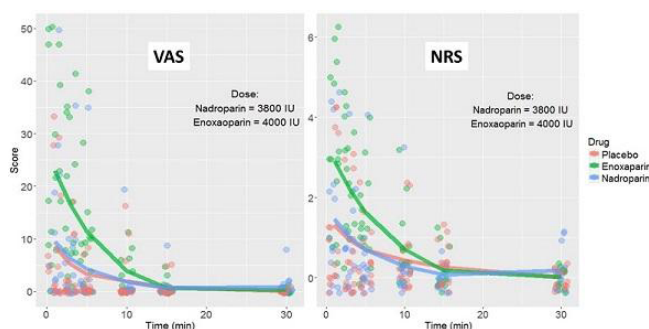 VAS
NRS
Dose:
Nadroparin = 3800 IU
Enoxaoparin = 4000 IU
Dose:
Nadroparin = 3800 IU
Enoxaoparin = 4000 IU
Score
50
40
30
20
10
0
6
4
2
0
0
10
20
30
0
10
20
30
Time (min)
Time (min)
Drug
Placebo
Enoxaparin
Nadroparin